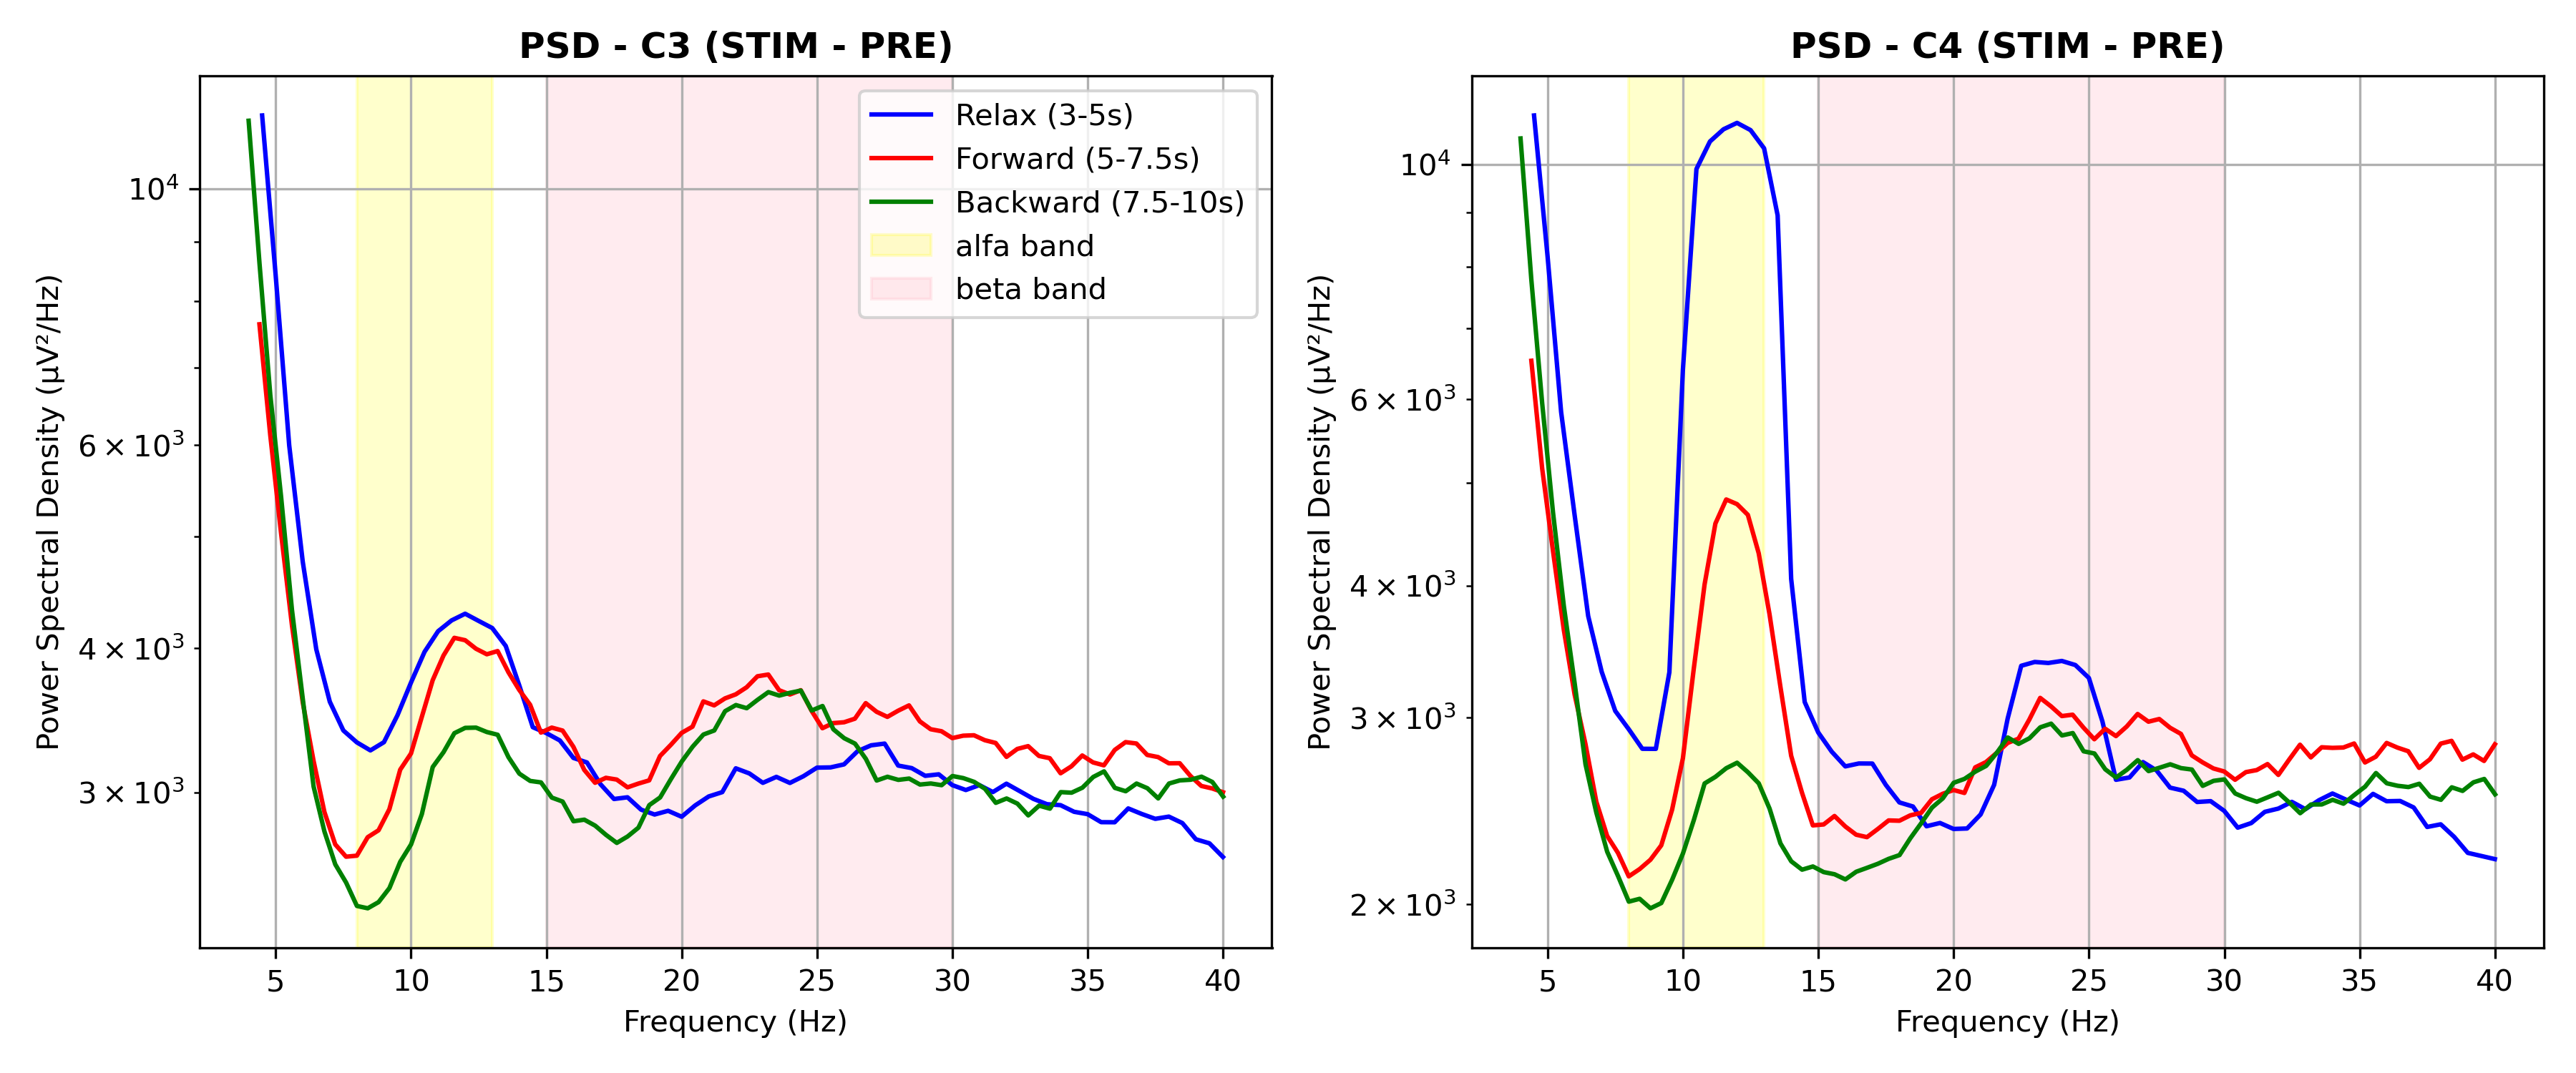 PSD - C3 (STIM - PRE)
Power Spectral Density (µV²/Hz)
10⁴
6 × 10³
4 × 10³
3 × 10³
Relax (3-5s)
Forward (5-7.5s)
Backward (7.5-10s)
alfa band
beta band
5 10 15 20 25 30 35 40
Frequency (Hz)
PSD - C4 (STIM - PRE)
Power Spectral Density (µV²/Hz)
10⁴
6 × 10³
4 × 10³
3 × 10³
2 × 10³
5 10 15 20 25 30 35 40
Frequency (Hz)